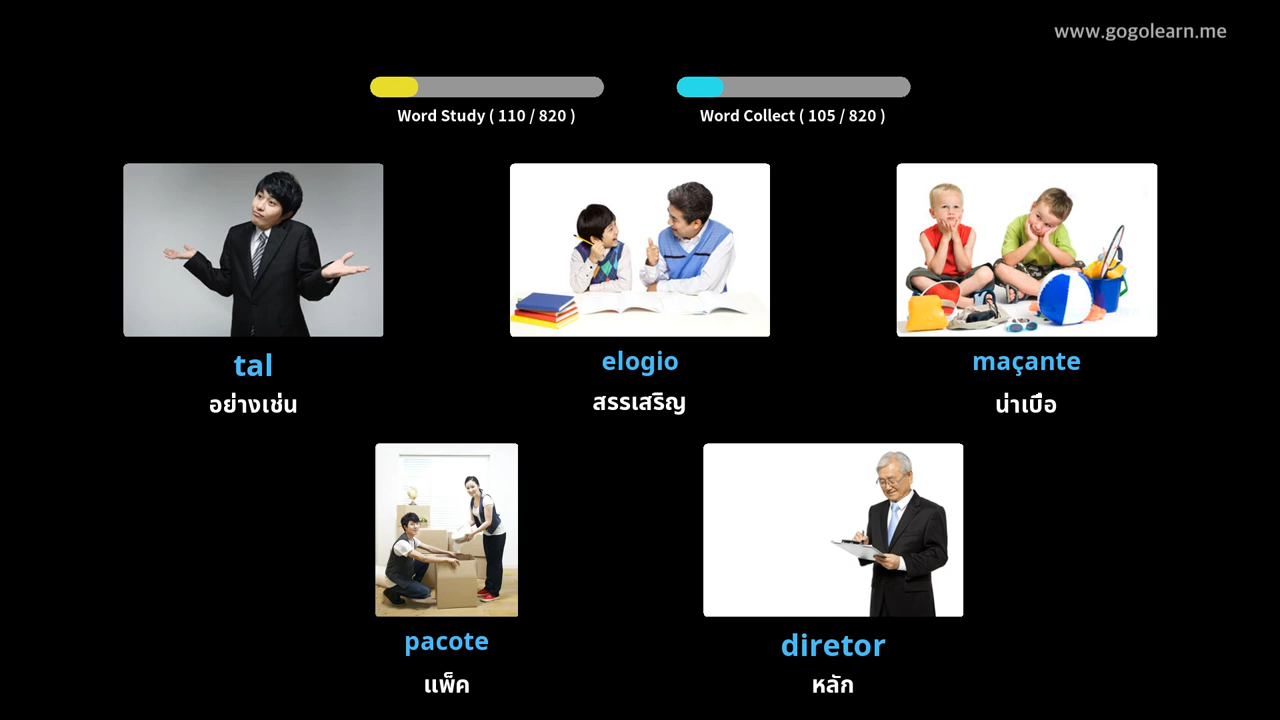 www.gogolearn.me
Word Study ( 110 / 820 )
Word Collect ( 105 / 820 )
tal
อย่างเช่น
elogio
สรรเสริญ
maçante
น่าเบื่อ
pacote
แพ็ค
diretor
หลัก